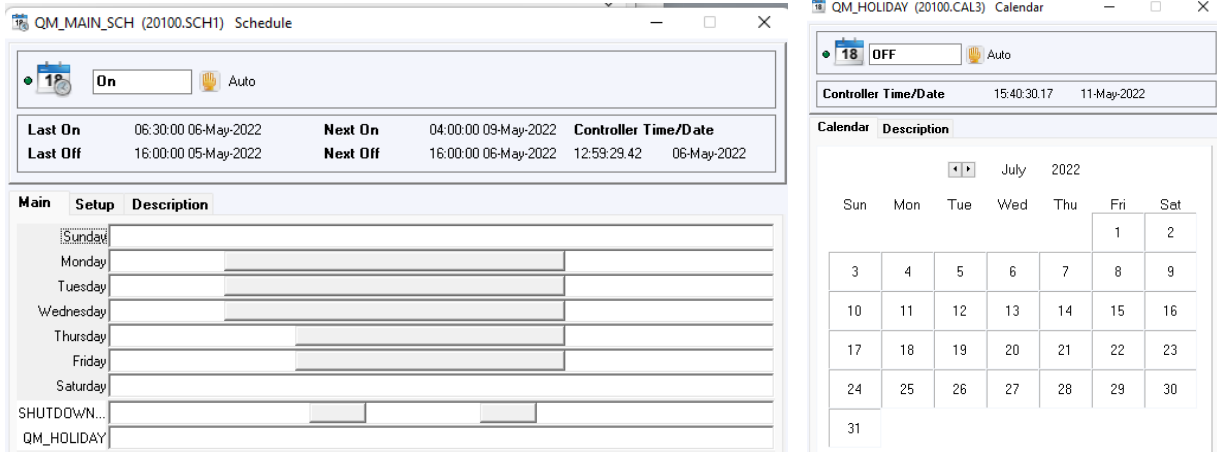 QM_MAIN_SCH (20100.SCH1) Schedule
18
On
Auto
Last On 06:30:00 06-May-2022 Next On 04:00:00 09-May-2022 Controller Time/Date
Last Off 16:00:00 05-May-2022 Next Off 16:00:00 06-May-2022 12:59:29.42 06-May-2022
Main Setup Description
Sunday
Monday
Tuesday
Wednesday
Thursday
Friday
Saturday
SHUTDOWN...
QM_HOLIDAY
QM_HOLIDAY (20100.CAL3) Calendar
18
OFF
Auto
Controller Time/Date 15:40:30.17 11-May-2022
Calendar Description
July 2022
Sun Mon Tue Wed Thu Fri Sat
1 2
3 4 5 6 7 8 9
10 11 12 13 14 15 16
17 18 19 20 21 22 23
24 25 26 27 28 29 30
31